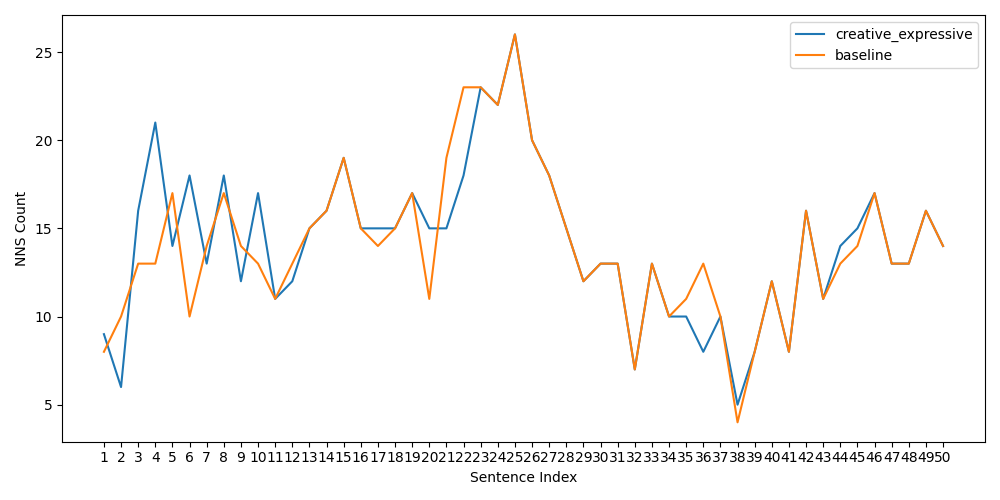 creative_expressive
baseline
25
20
15
10
5
NNS Count
1 2 3 4 5 6 7 8 9 10 11 12 13 14 15 16 17 18 19 20 21 22 23 24 25 26 27 28 29 30 31 32 33 34 35 36 37 38 39 40 41 42 43 44 45 46 47 48 49 50
Sentence Index